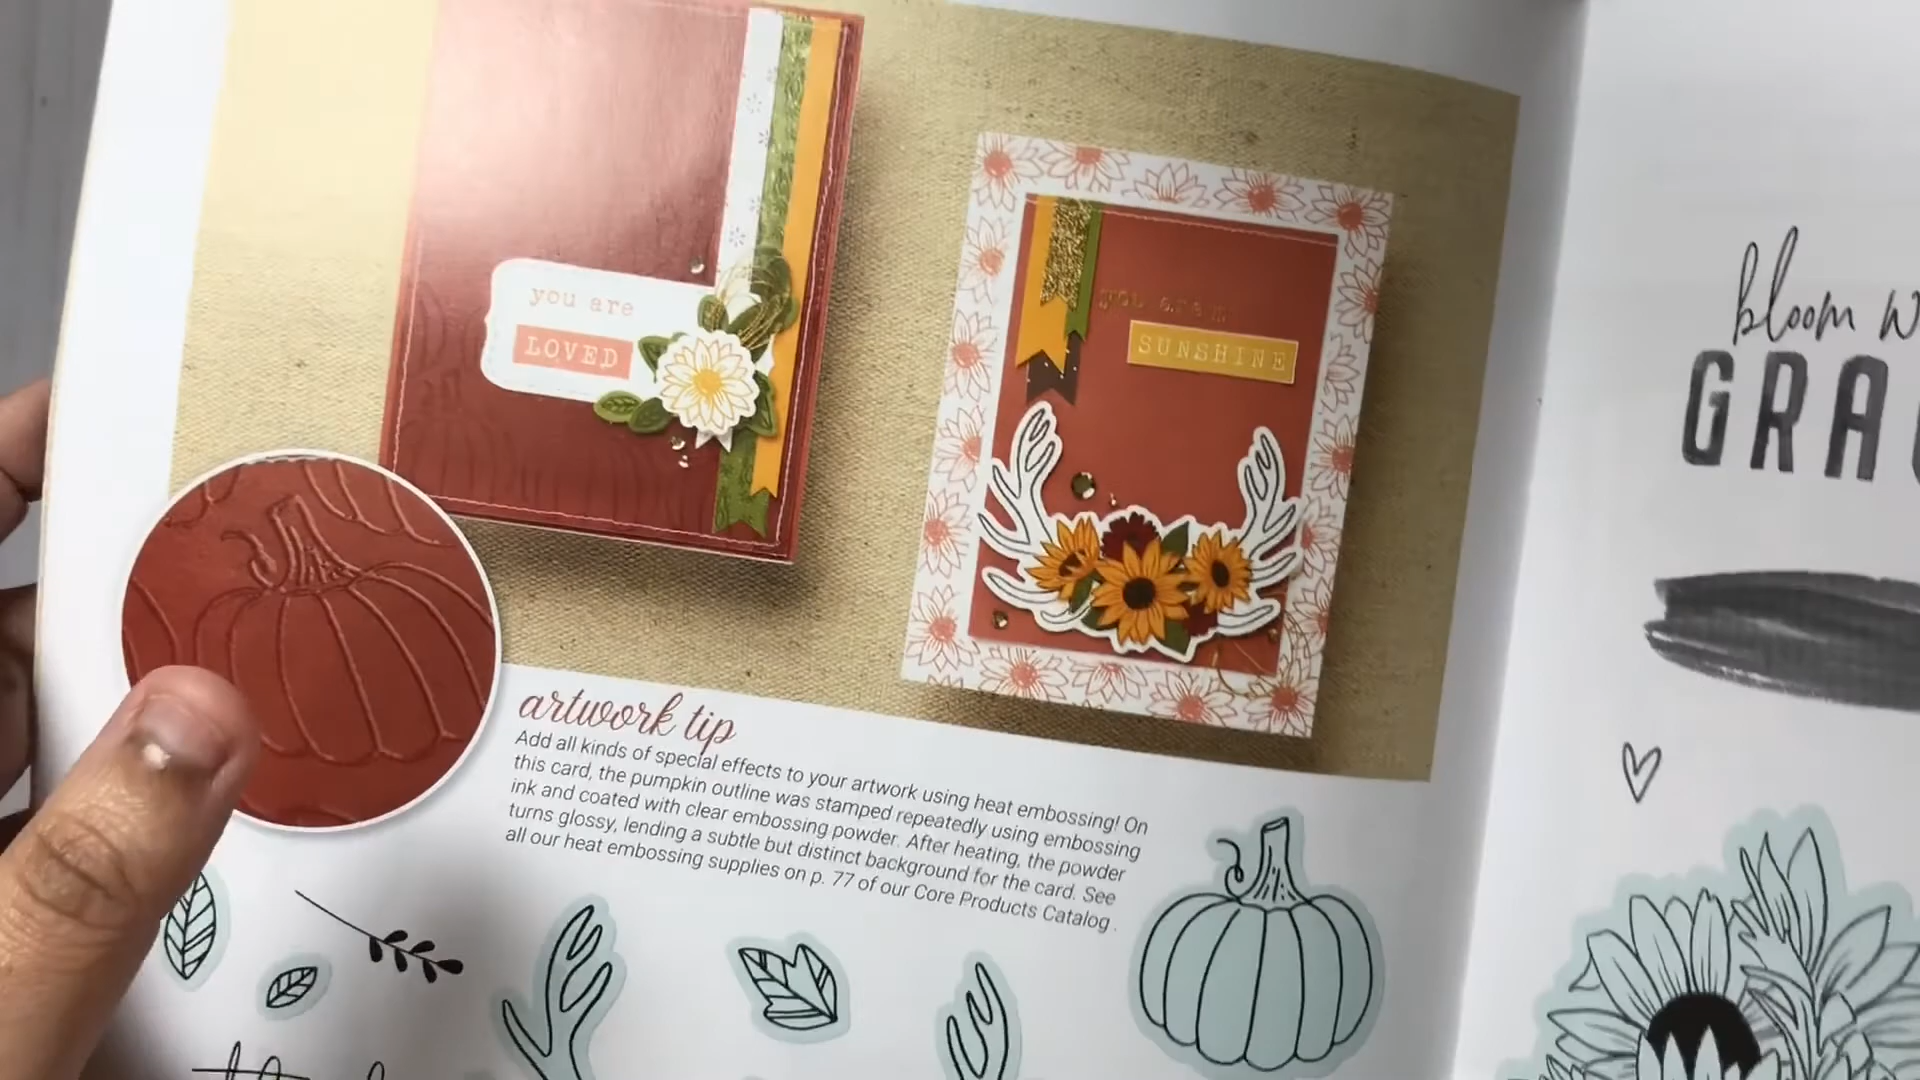 you are
LOVED
you are my
SUNSHINE
artwork tip
Add all kinds of special effects to your artwork using heat embossing! On
this card, the pumpkin outline was stamped repeatedly using embossing
ink and coated with clear embossing powder. After heating, the powder
turns glossy, lending a subtle but distinct background for the card. See
all our heat embossing supplies on p. 77 of our Core Products Catalog.
bloom